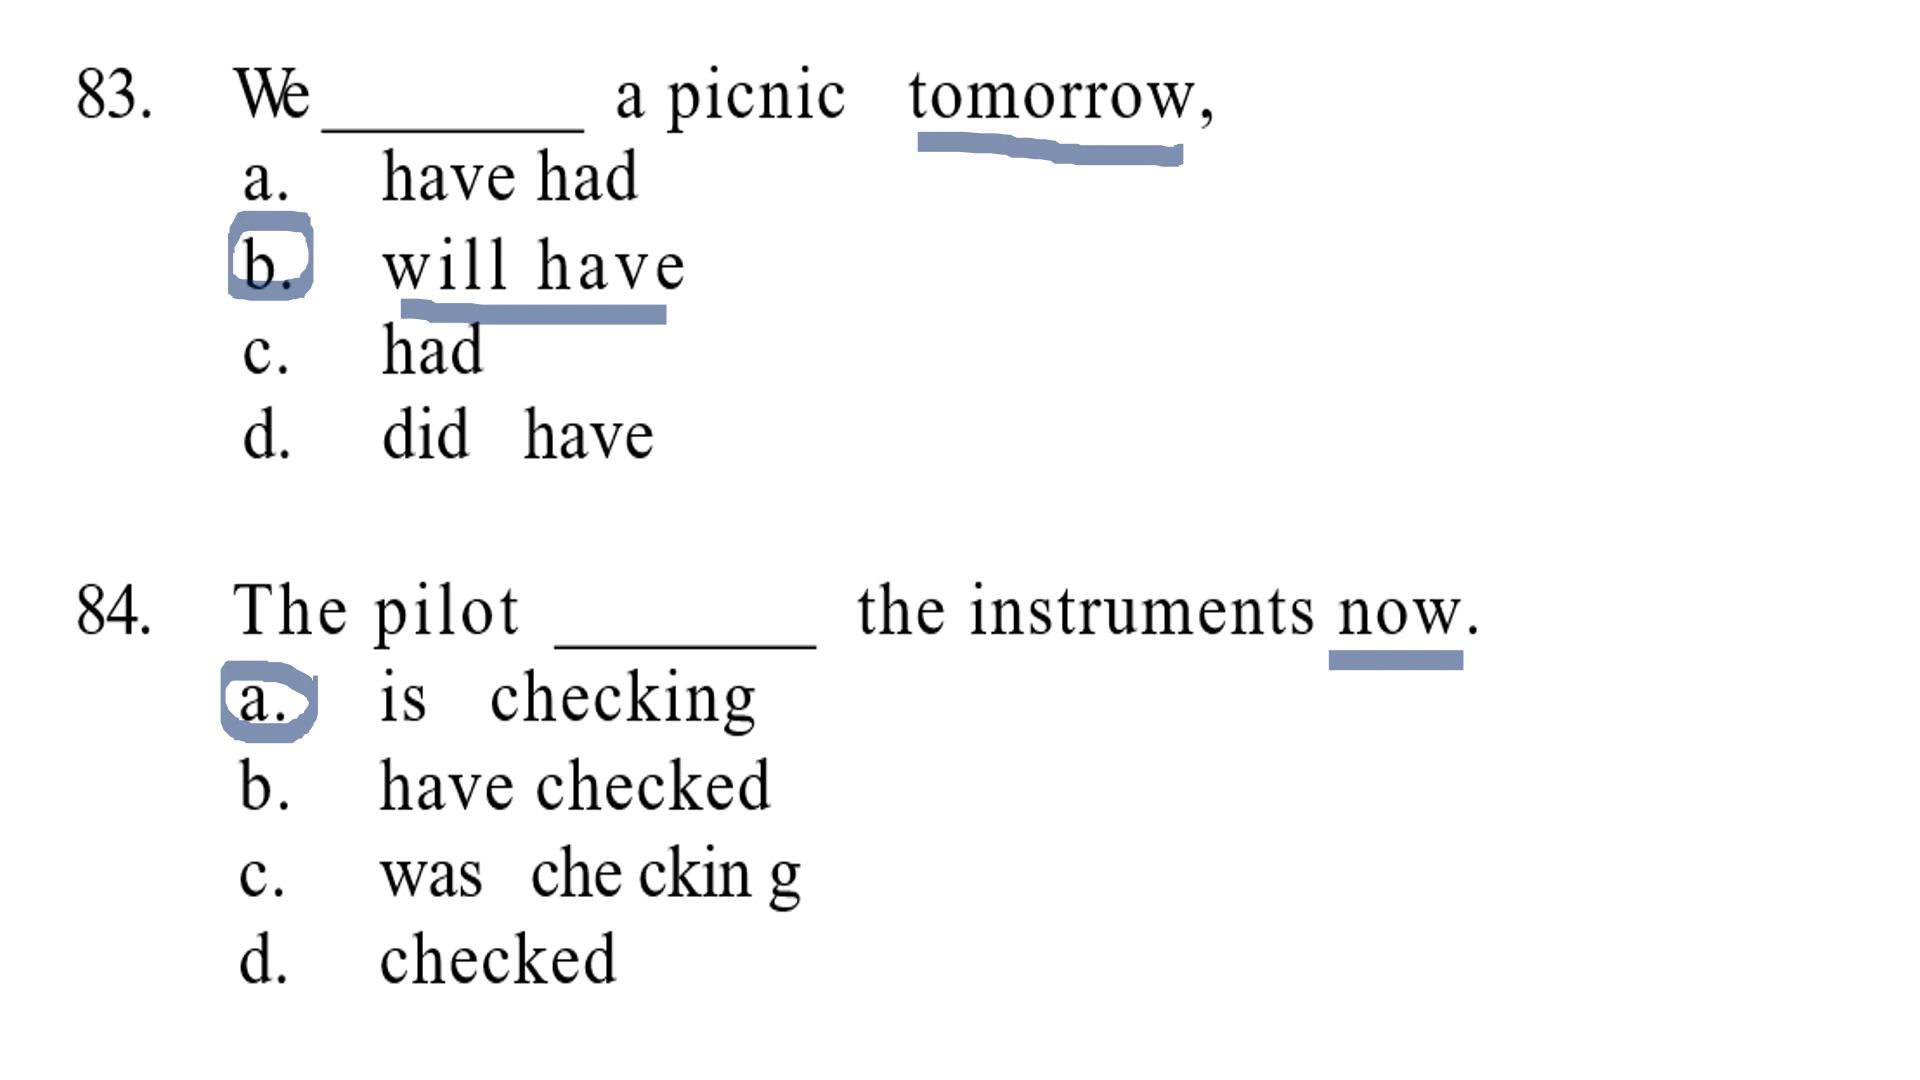 83. We ________ a picnic tomorrow,
a. have had
b. will have
c. had
d. did have
84. The pilot ________ the instruments now.
a. is checking
b. have checked
c. was che ckin g
d. checked